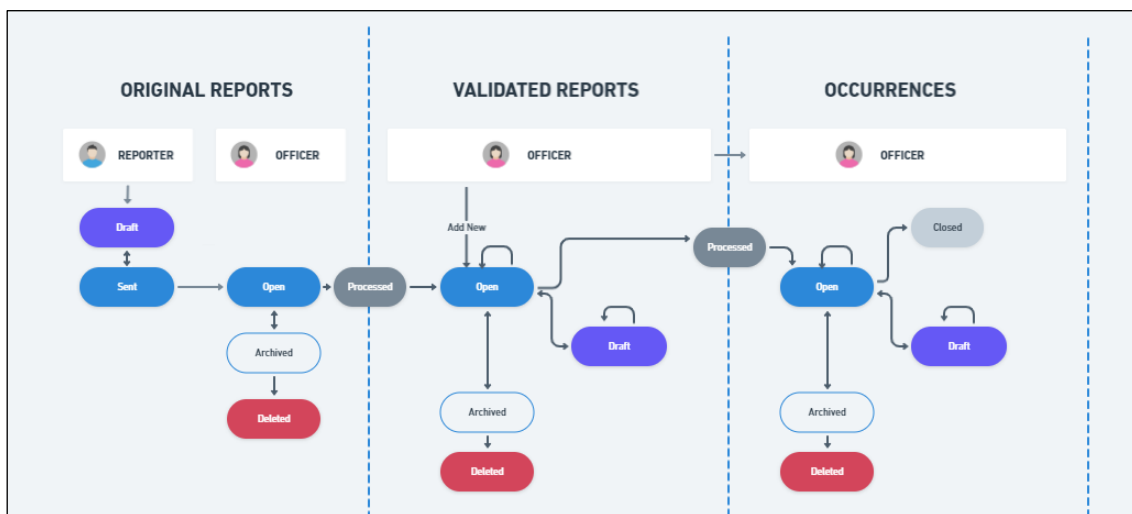 ORIGINAL REPORTS
VALIDATED REPORTS
OCCURRENCES
REPORTER
OFFICER
OFFICER
OFFICER
Draft
Add New
Closed
Processed
Sent
Open
Processed
Open
Open
Archived
Draft
Draft
Deleted
Archived
Archived
Deleted
Deleted